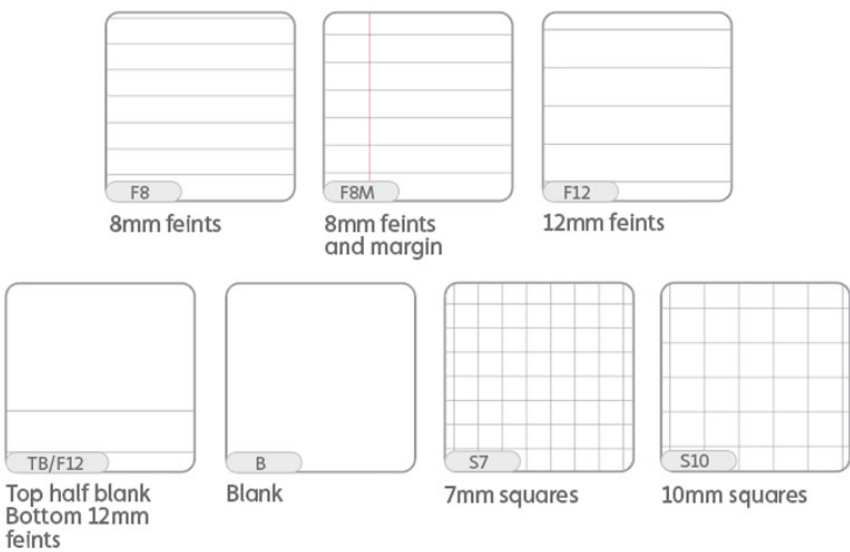 F8
8mm feints
F8M
8mm feints
and margin
F12
12mm feints
TB/F12
Top half blank
Bottom 12mm
feints
B
Blank
S7
7mm squares
S10
10mm squares